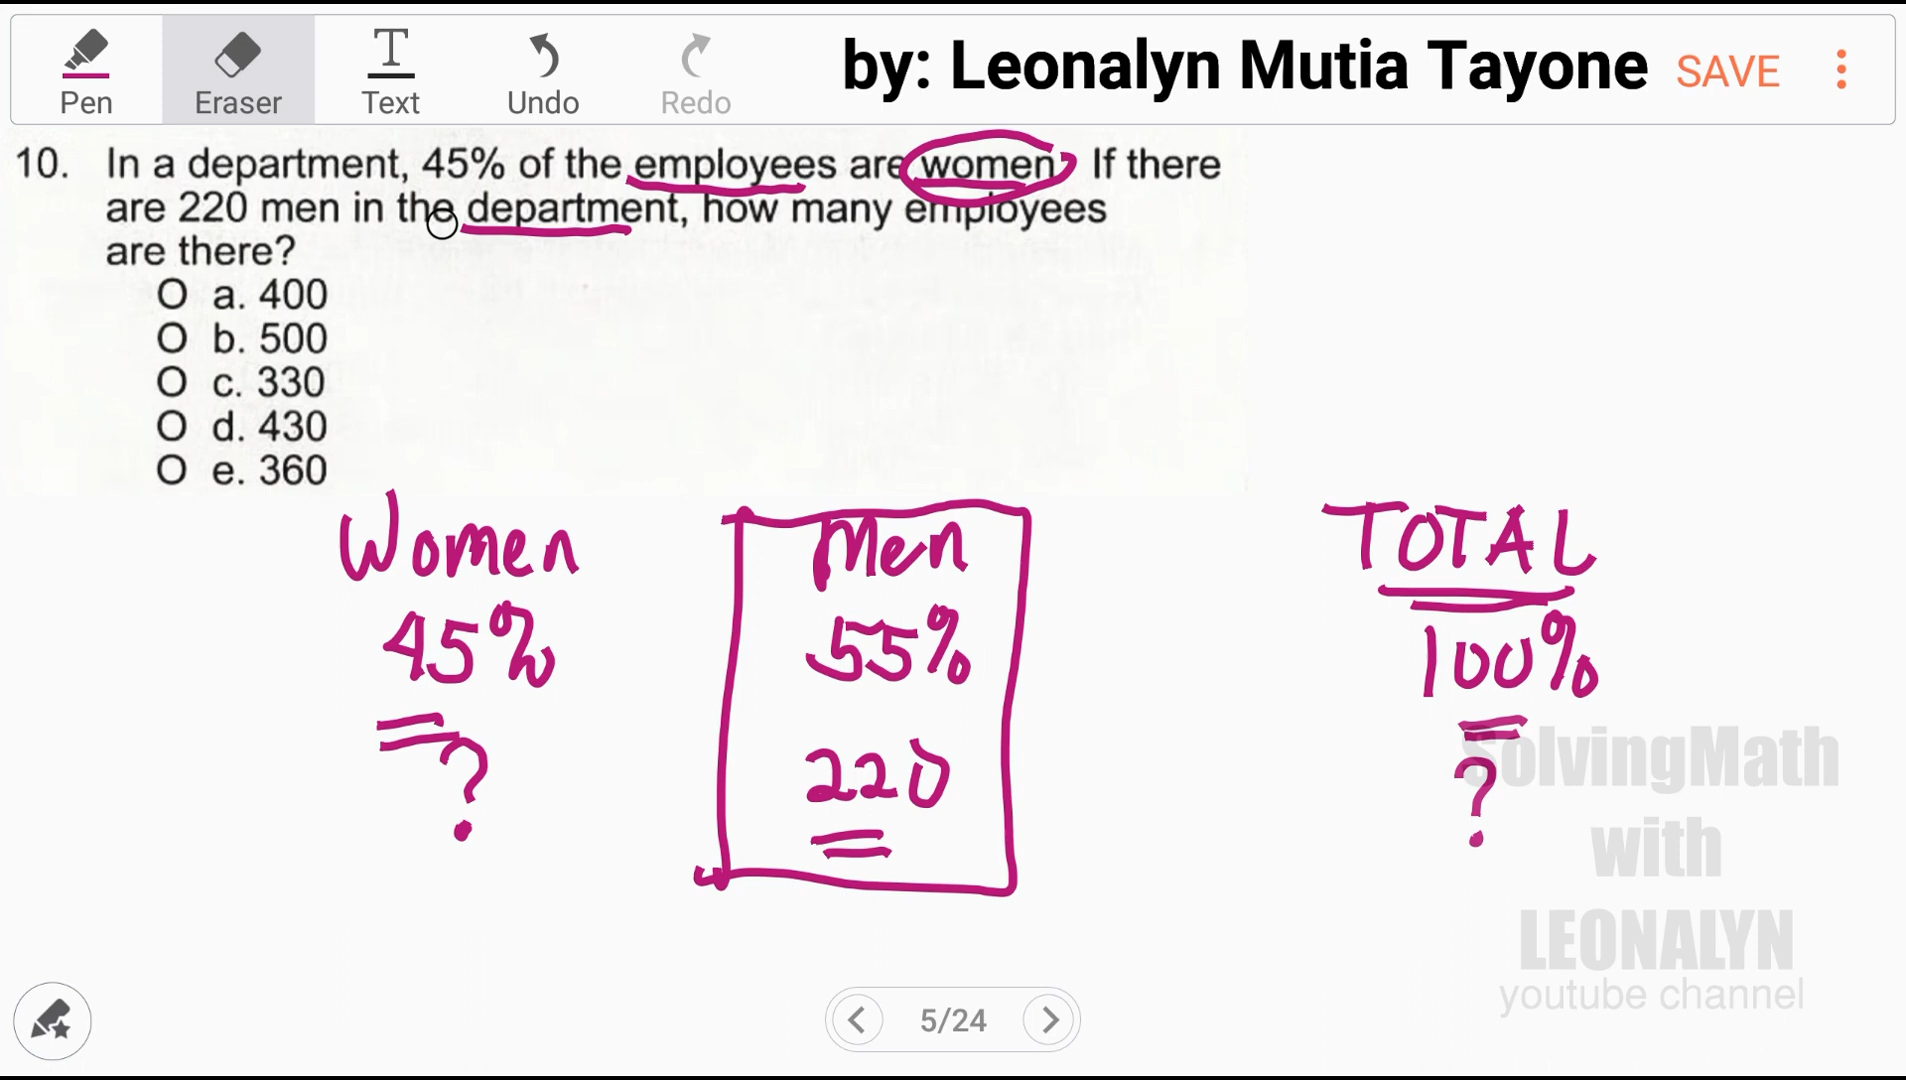 by: Leonalyn Mutia Tayone
SAVE
Pen
Eraser
T
Text
Undo
Redo
10. In a department, 45% of the employees are women. If there
are 220 men in the department, how many employees
are there?
O a. 400
O b. 500
O c. 330
O d. 430
O e. 360
Women
45%
?
Men
55%
220
TOTAL
100%
?
SolvingMath
with
LEONALYN
youtube channel
5/24